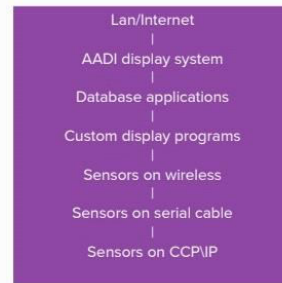 Lan/Internet
AADI display system
Database applications
Custom display programs
Sensors on wireless
Sensors on serial cable
Sensors on CCP\IP